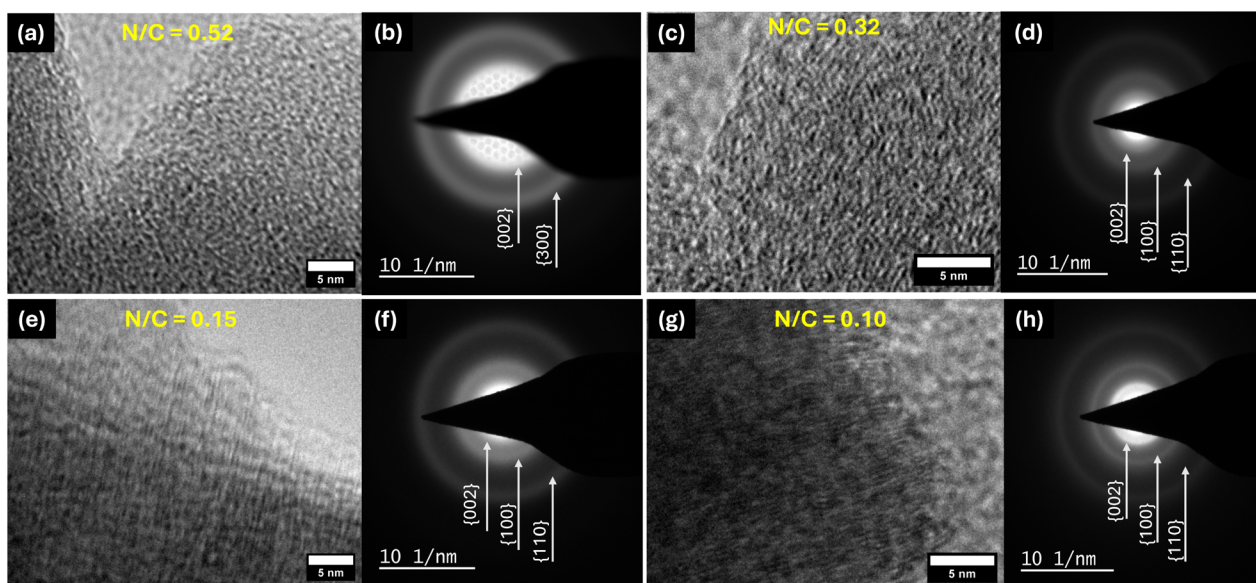 (a)
N/C = 0.52
5 nm
(b)
{002}
{300}
10 1/nm
(c)
N/C = 0.32
5 nm
(d)
{002}
{100}
{110}
10 1/nm
(e)
N/C = 0.15
5 nm
(f)
{002}
{100}
{110}
10 1/nm
(g)
N/C = 0.10
5 nm
(h)
{002}
{100}
{110}
10 1/nm